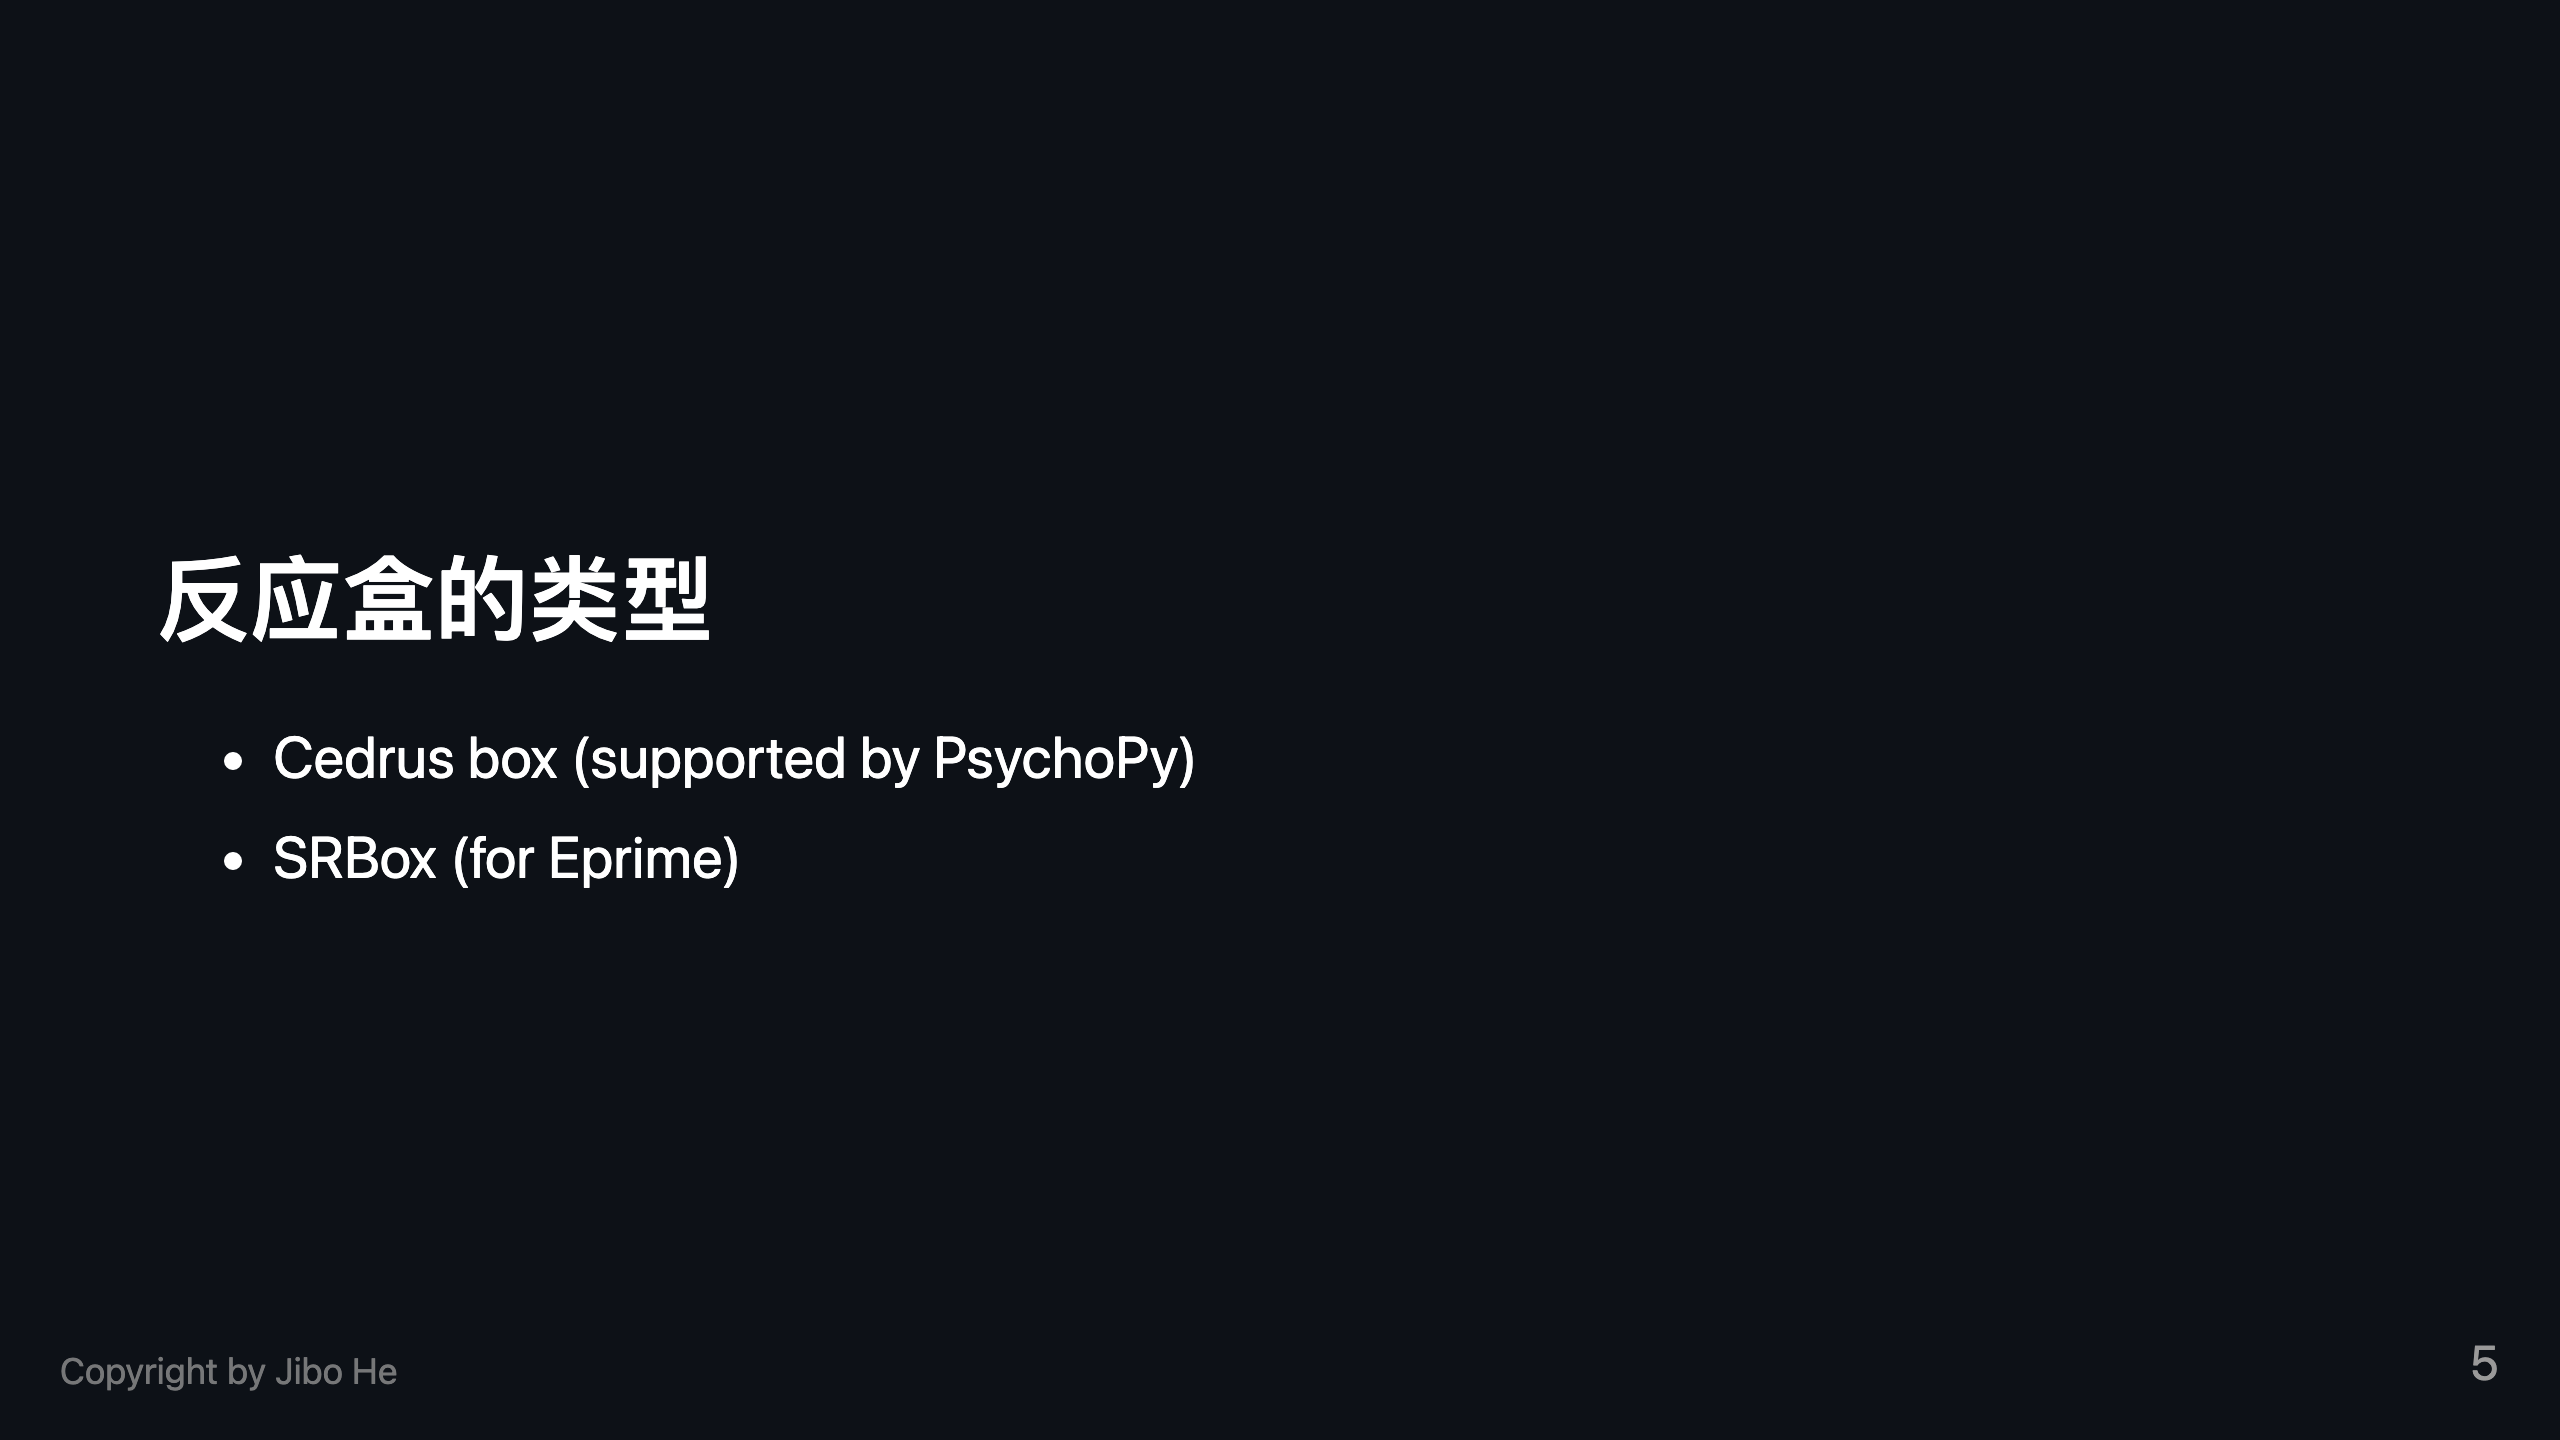 反应盒的类型
• Cedrus box (supported by PsychoPy)
• SRBox (for Eprime)
Copyright by Jibo He
5